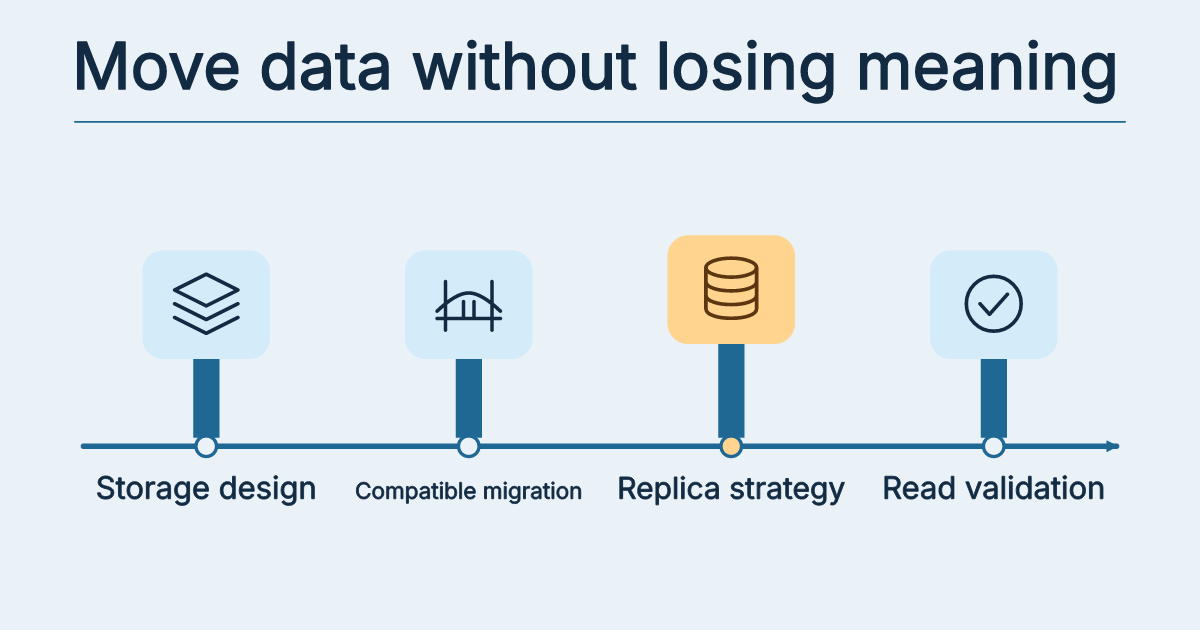 Move data without losing meaning
Storage design
Compatible migration
Replica strategy
Read validation